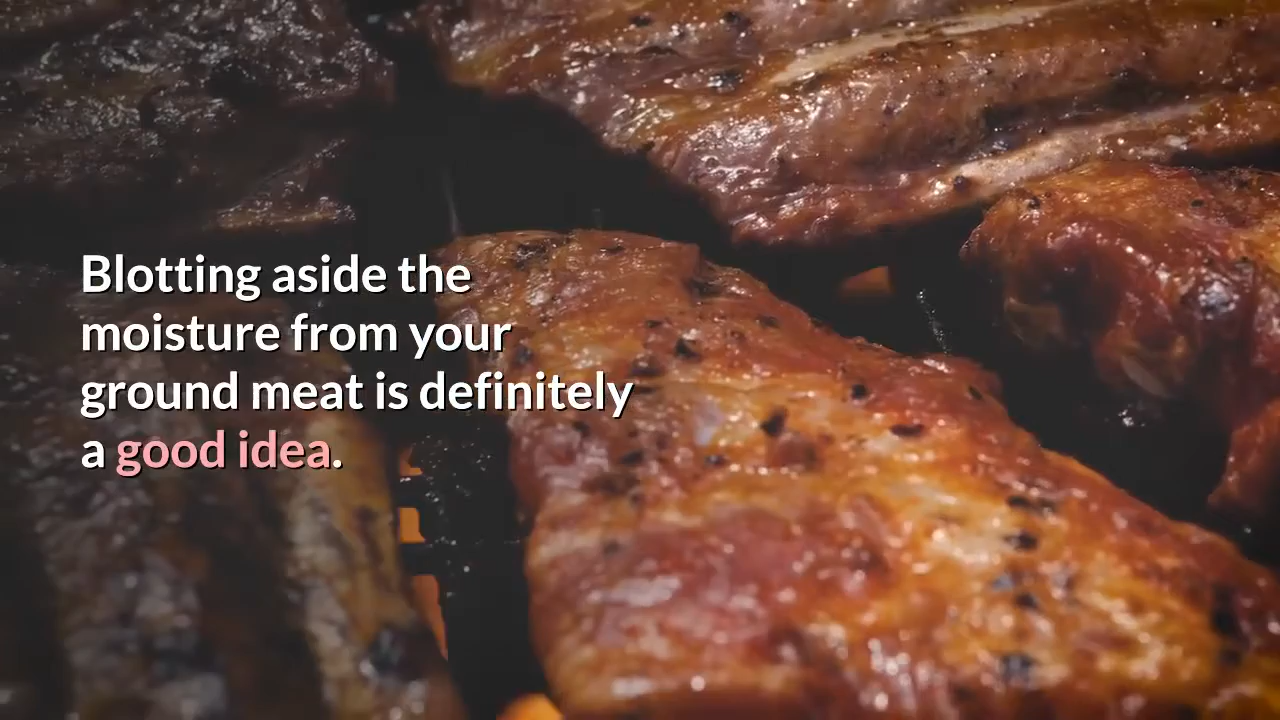 Blotting aside the
moisture from your
ground meat is definitely
a good idea.